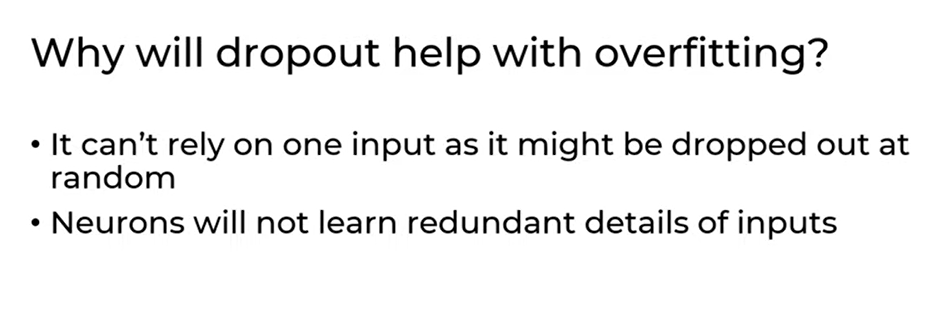 Why will dropout help with overfitting?
• It can't rely on one input as it might be dropped out at
random
• Neurons will not learn redundant details of inputs